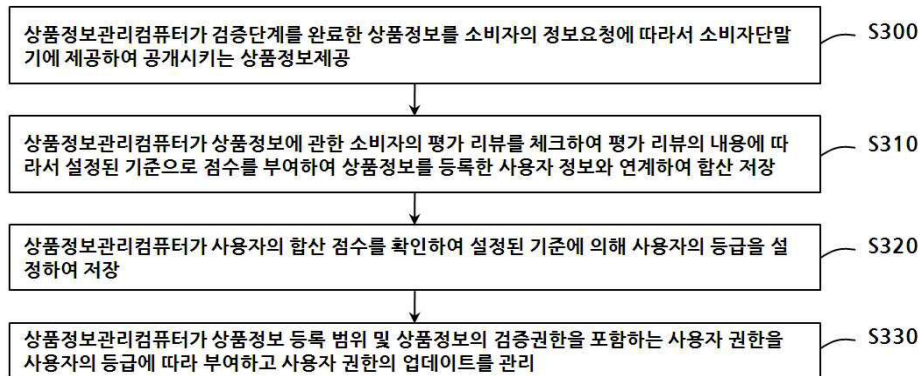 상품정보관리컴퓨터가 검증단계를 완료한 상품정보를 소비자의 정보요청에 따라서 소비자단말
기에 제공하여 공개시키는 상품정보제공
S300
상품정보관리컴퓨터가 상품정보에 관한 소비자의 평가 리뷰를 체크하여 평가 리뷰의 내용에 따
라서 설정된 기준으로 점수를 부여하여 상품정보를 등록한 사용자 정보와 연계하여 합산 저장
S310
상품정보관리컴퓨터가 사용자의 합산 점수를 확인하여 설정된 기준에 의해 사용자의 등급을 설
정하여 저장
S320
상품정보관리컴퓨터가 상품정보 등록 범위 및 상품정보의 검증권한을 포함하는 사용자 권한을
사용자의 등급에 따라 부여하고 사용자 권한의 업데이트를 관리
S330